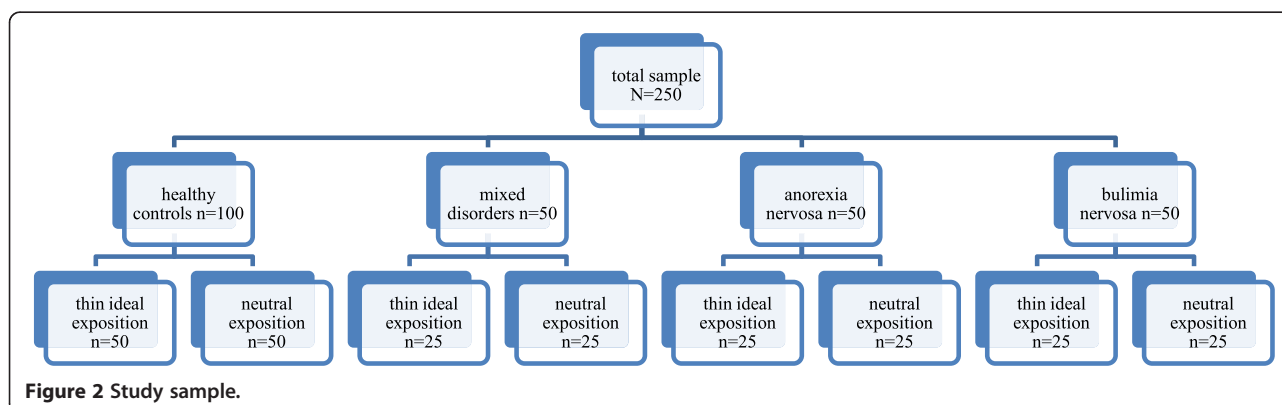 total sample
N=250
healthy
controls n=100
mixed
disorders n=50
anorexia
nervosa n=50
bulimia
nervosa n=50
thin ideal
exposition
n=50
neutral
exposition
n=50
thin ideal
exposition
n=25
neutral
exposition
n=25
thin ideal
exposition
n=25
neutral
exposition
n=25
thin ideal
exposition
n=25
neutral
exposition
n=25
Figure 2 Study sample.